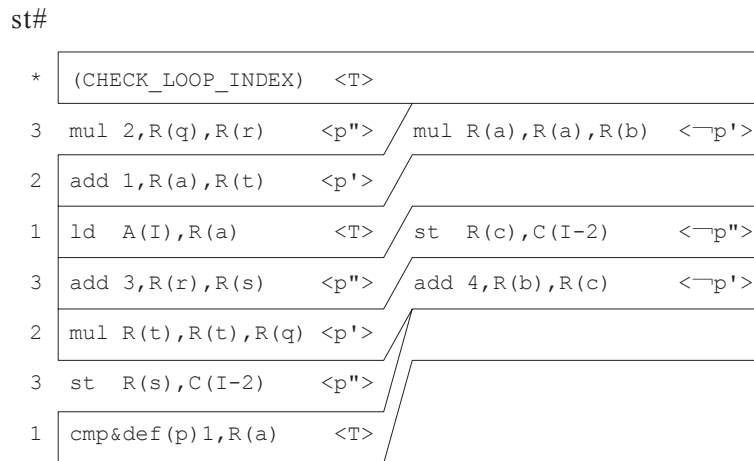 st#
* (CHECK_LOOP_INDEX) <T>
3 mul 2,R(q),R(r) <p"> mul R(a),R(a),R(b) <¬p'>
2 add 1,R(a),R(t) <p'>
1 ld A(I),R(a) <T> st R(c),C(I-2) <¬p">
3 add 3,R(r),R(s) <p"> add 4,R(b),R(c) <¬p'>
2 mul R(t),R(t),R(q) <p'>
3 st R(s),C(I-2) <p">
1 cmp&def(p)1,R(a) <T>